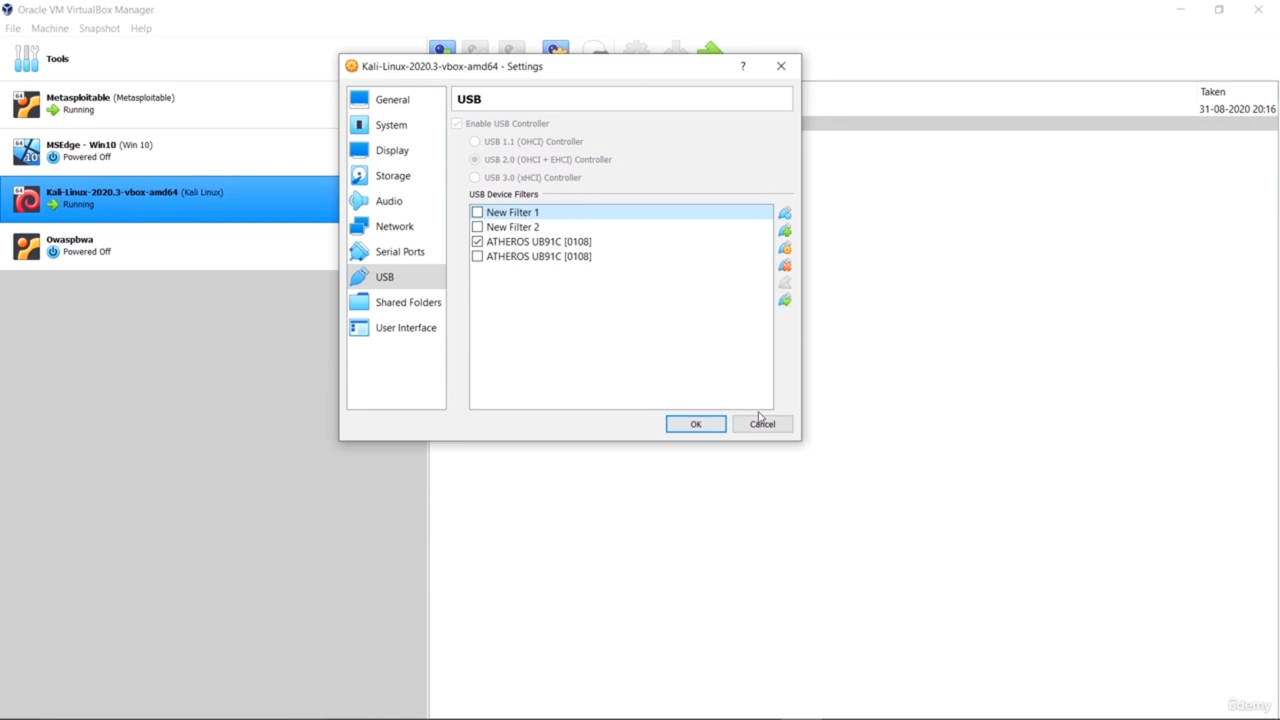 Oracle VM VirtualBox Manager
File Machine Snapshot Help
Tools
Metasploitable (Metasploitable)
Running
MSEdge - Win10 (Win 10)
Powered Off
Kali-Linux-2020.3-vbox-amd64 (Kali Linux)
Running
Owaspbwa
Powered Off
Taken
31-08-2020 20:16
Kali-Linux-2020.3-vbox-amd64 - Settings
General
System
Display
Storage
Audio
Network
Serial Ports
USB
Shared Folders
User Interface
USB
Enable USB Controller
USB 1.1 (OHCI) Controller
USB 2.0 (OHCI + EHCI) Controller
USB 3.0 (xHCI) Controller
USB Device Filters
New Filter 1
New Filter 2
ATHEROS UB91C [0108]
ATHEROS UB91C [0108]
OK Cancel
ûdemy